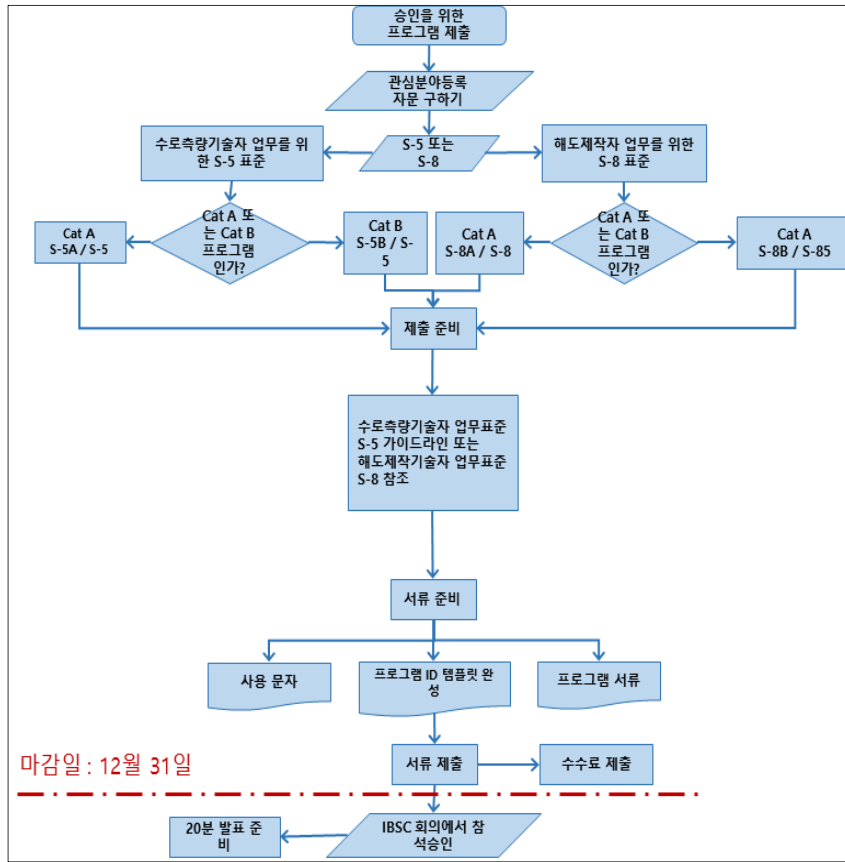 승인을 위한
프로그램 제출
관심분야등록
자문 구하기
수로측량기술자 업무를 위
한 S-5 표준
S-5 또는
S-8
해도제작자 업무를 위한
S-8 표준
Cat A
S-5A / S-5
Cat A 또
는 Cat B
프로그램
인가?
Cat B
S-5B / S-
5
Cat A
S-8A / S-8
Cat A 또
는 Cat B
프로그램
인가?
Cat A
S-8B / S-85
제출 준비
수로측량기술자 업무표준
S-5 가이드라인 또는
해도제작기술자 업무표준
S-8 참조
서류 준비
사용 문자
프로그램 ID 템플릿 완
성
프로그램 서류
마감일 : 12월 31일
서류 제출
수수료 제출
20분 발표 준
비
IBSC 회의에서 참
석승인